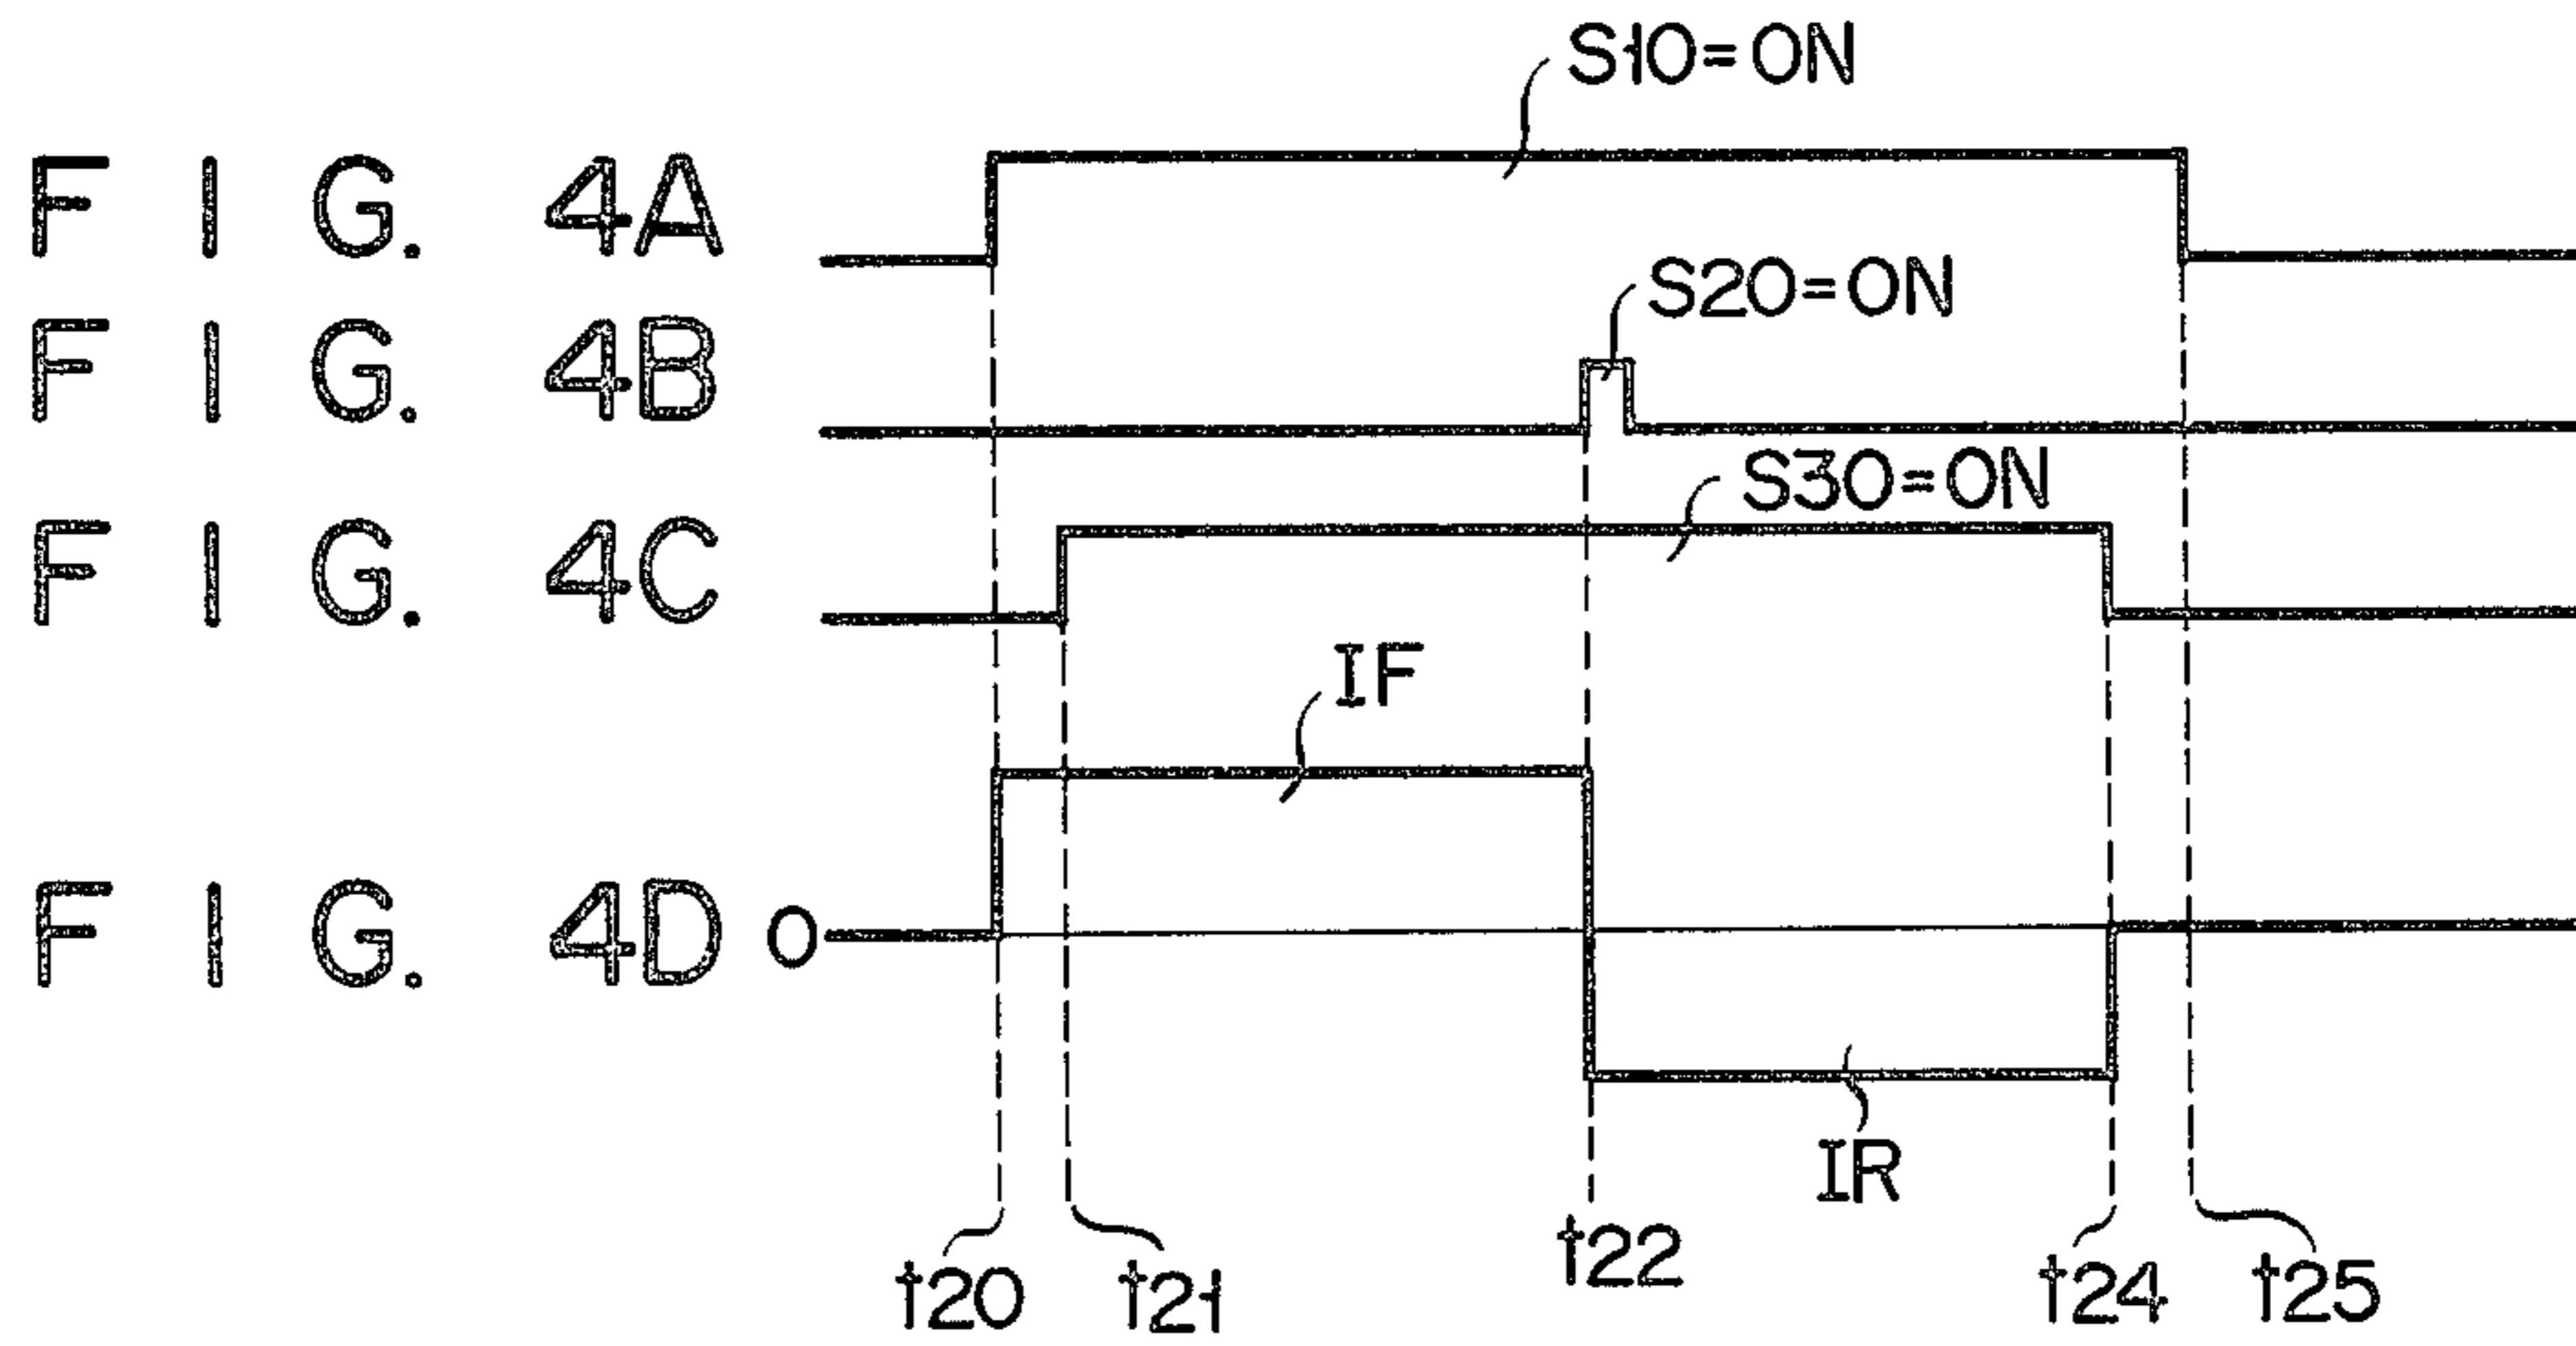 S10=ON
FIG. 4A
S20=ON
FIG. 4B
S30=ON
FIG. 4C
IF
FIG. 4D 0
IR
t20 t21 t22 t24 t25